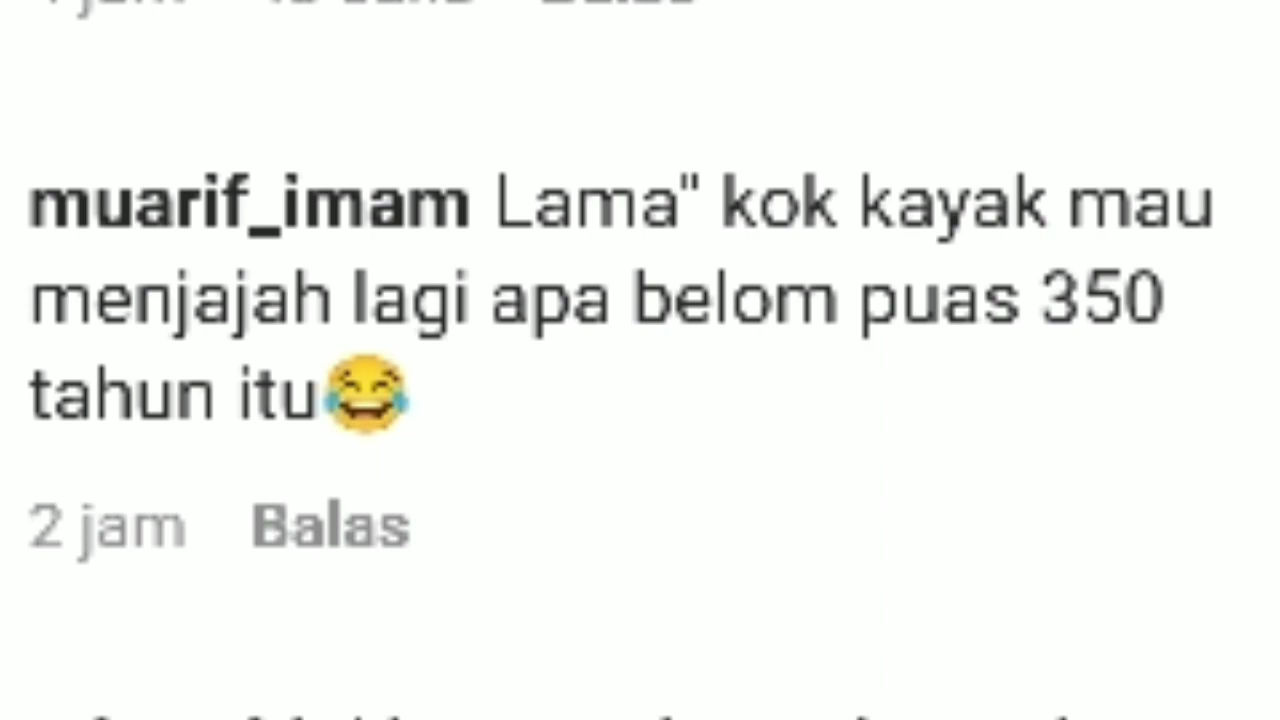 muarif_imam Lama" kok kayak mau
menjajah lagi apa belom puas 350
tahun itu😂
2 jam Balas